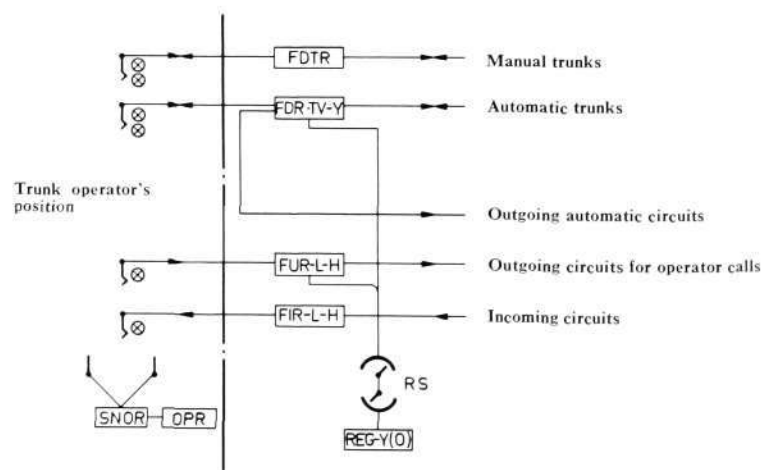 FDTR
Manual trunks
FDR-TV-Y
Automatic trunks
Trunk operator's
position
Outgoing automatic circuits
FUR-L-H
Outgoing circuits for operator calls
FIR-L-H
Incoming circuits
RS
SNOR
OPR
REG-Y(O)